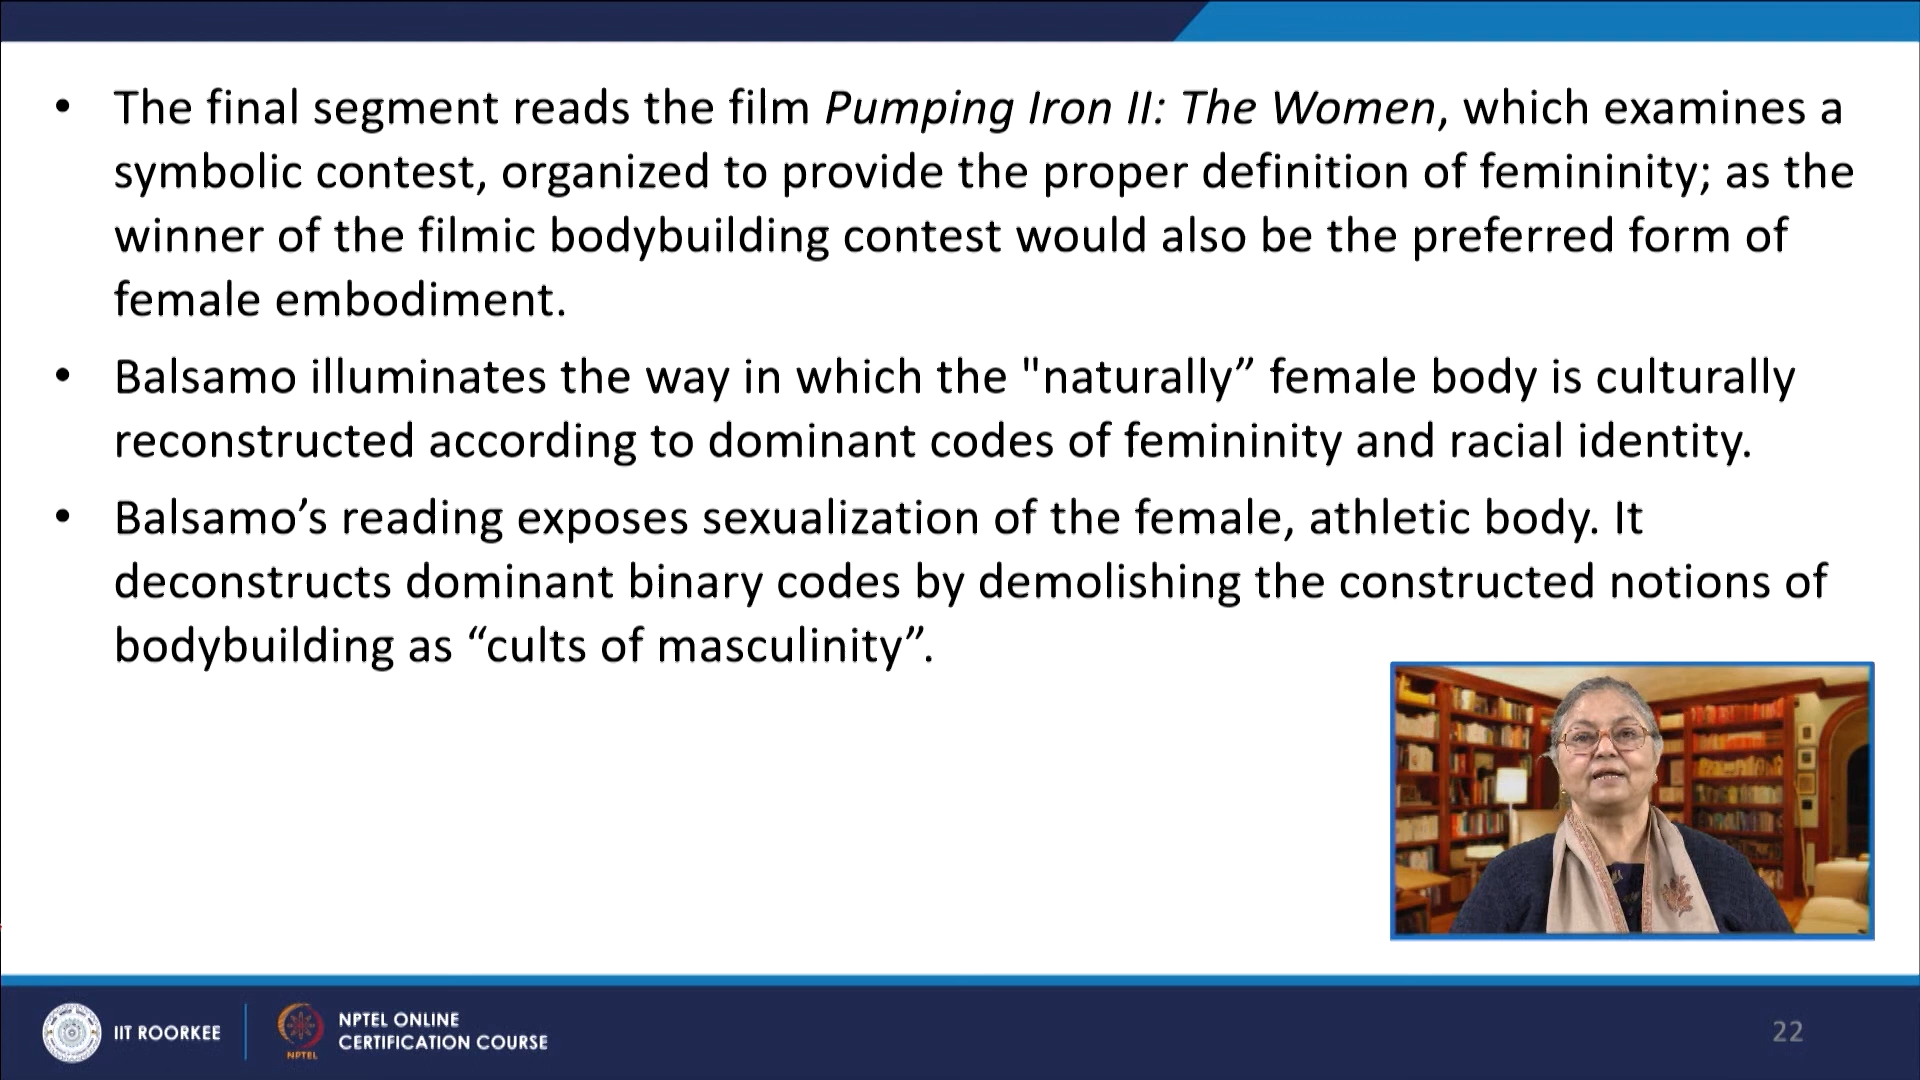 • The final segment reads the film Pumping Iron II: The Women, which examines a
symbolic contest, organized to provide the proper definition of femininity; as the
winner of the filmic bodybuilding contest would also be the preferred form of
female embodiment.
• Balsamo illuminates the way in which the "naturally” female body is culturally
reconstructed according to dominant codes of femininity and racial identity.
• Balsamo’s reading exposes sexualization of the female, athletic body. It
deconstructs dominant binary codes by demolishing the constructed notions of
bodybuilding as “cults of masculinity”.
IIT ROORKEE
NPTEL
NPTEL ONLINE
CERTIFICATION COURSE
22